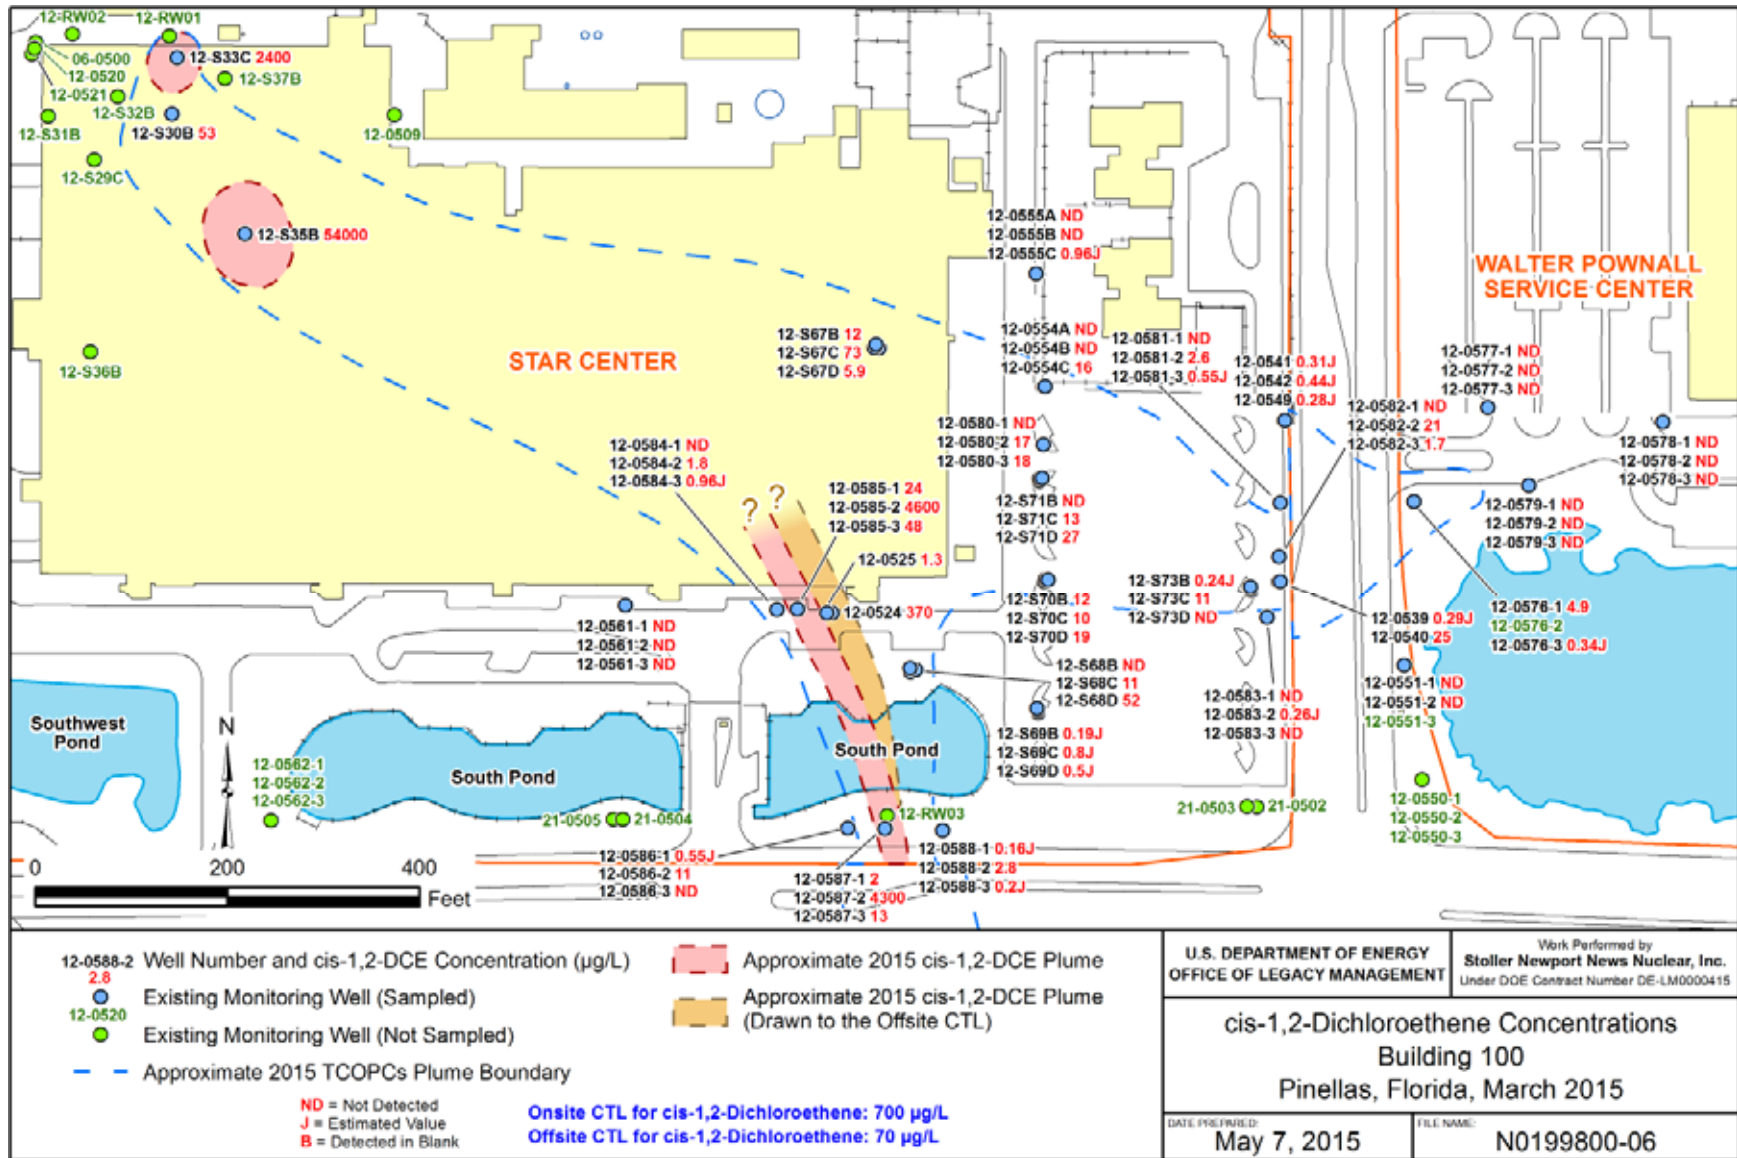 12-RW02
12-RW01
06-0500
12-0520
12-0521
12-S32B
12-S31B
12-S29C
12-S33C 2400
12-S37B
12-S30B 53
12-0509
12-S35B 54000
12-S36B
STAR CENTER
12-S67B 12
12-S67C 73
12-S67D 5.9
12-0555A ND
12-0555B ND
12-0555C 0.96J
12-0554A ND
12-0554B ND
12-0554C 16
12-0581-1 ND
12-0581-2 2.6
12-0581-3 0.55J
12-0541 0.31J
12-0542 0.44J
12-0549 0.28J
WALTER POWNALL
SERVICE CENTER
12-0577-1 ND
12-0577-2 ND
12-0577-3 ND
12-0582-1 ND
12-0582-2 21
12-0582-3 1.7
12-0578-1 ND
12-0578-2 ND
12-0578-3 ND
12-0579-1 ND
12-0579-2 ND
12-0579-3 ND
12-0580-1 ND
12-0580-2 17
12-0580-3 18
12-0584-1 ND
12-0584-2 1.8
12-0584-3 0.96J
? ?
12-0585-1 24
12-0585-2 4600
12-0585-3 48
12-S71B ND
12-S71C 13
12-S71D 27
12-0525 1.3
12-0524 370
12-S70B 12
12-S70C 10
12-S70D 19
12-S73B 0.24J
12-S73C 11
12-S73D ND
12-0539 0.29J
12-0540 25
12-0576-1 4.9
12-0576-2
12-0576-3 0.34J
12-0561-1 ND
12-0561-2 ND
12-0561-3 ND
12-S68B ND
12-S68C 11
12-S68D 52
12-0583-1 ND
12-0583-2 0.26J
12-0583-3 ND
12-0551-1 ND
12-0551-2 ND
12-0551-3
12-S69B 0.19J
12-S69C 0.8J
12-S69D 0.5J
Southwest
Pond
N
South Pond
South Pond
12-0562-1
12-0562-2
12-0562-3
21-0505
21-0504
12-RW03
21-0503
21-0502
12-0550-1
12-0550-2
12-0550-3
12-0586-1 0.55J
12-0586-2 11
12-0586-3 ND
12-0587-1 2
12-0587-2 4300
12-0587-3 13
12-0588-1 0.16J
12-0588-2 2.8
12-0588-3 0.2J
0 200 400
Feet
12-0588-2 Well Number and cis-1,2-DCE Concentration (µg/L)
2.8
Existing Monitoring Well (Sampled)
12-0520
Existing Monitoring Well (Not Sampled)
Approximate 2015 TCOPCs Plume Boundary
Approximate 2015 cis-1,2-DCE Plume
Approximate 2015 cis-1,2-DCE Plume
(Drawn to the Offsite CTL)
ND = Not Detected
J = Estimated Value
B = Detected in Blank
Onsite CTL for cis-1,2-Dichloroethene: 700 µg/L
Offsite CTL for cis-1,2-Dichloroethene: 70 µg/L
U.S. DEPARTMENT OF ENERGY
OFFICE OF LEGACY MANAGEMENT
Work Performed by
Stoller Newport News Nuclear, Inc.
Under DOE Contract Number DE-LM0000415
cis-1,2-Dichloroethene Concentrations
Building 100
Pinellas, Florida, March 2015
DATE PREPARED:
May 7, 2015
FILE NAME:
N0199800-06